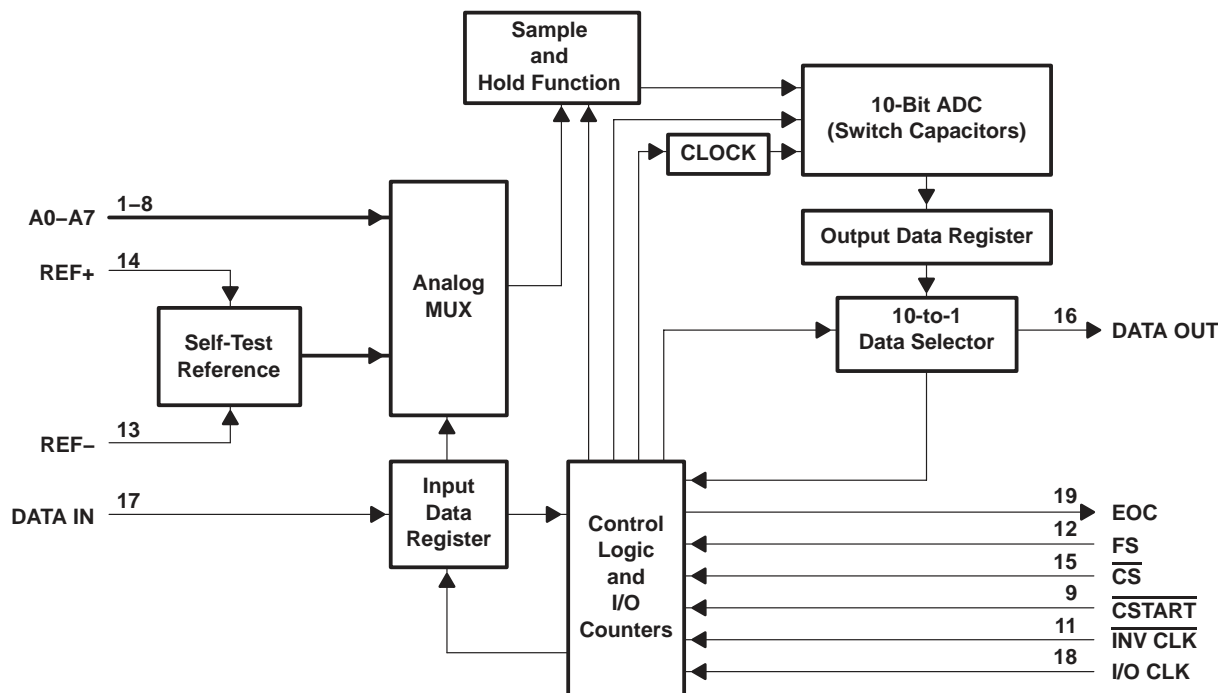 Sample
and
Hold Function
10-Bit ADC
(Switch Capacitors)
CLOCK
A0–A7
1–8
REF+
14
Analog
MUX
Output Data Register
Self-Test
Reference
10-to-1
Data Selector
16
DATA OUT
REF–
13
DATA IN
17
Input
Data
Register
Control
Logic
and
I/O
Counters
19
EOC
12
FS
15
CS
9
CSTART
11
INV CLK
18
I/O CLK